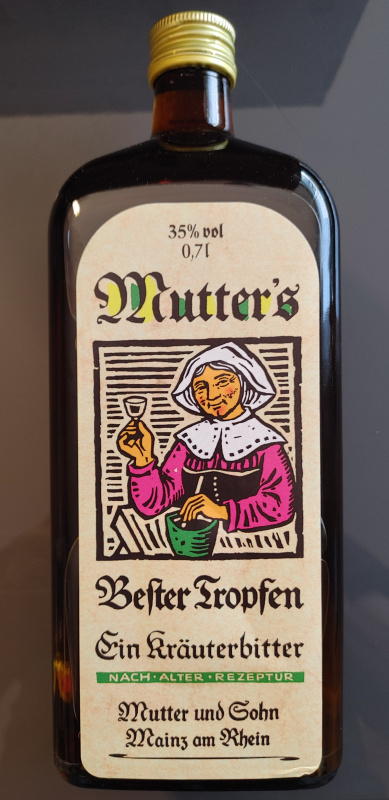 35% vol
0,7l
Mutter's
Beſter Tropfen
Ein Kräuterbitter
NACH · ALTER · REZEPTUR
Mutter und Sohn
Mainz am Rhein